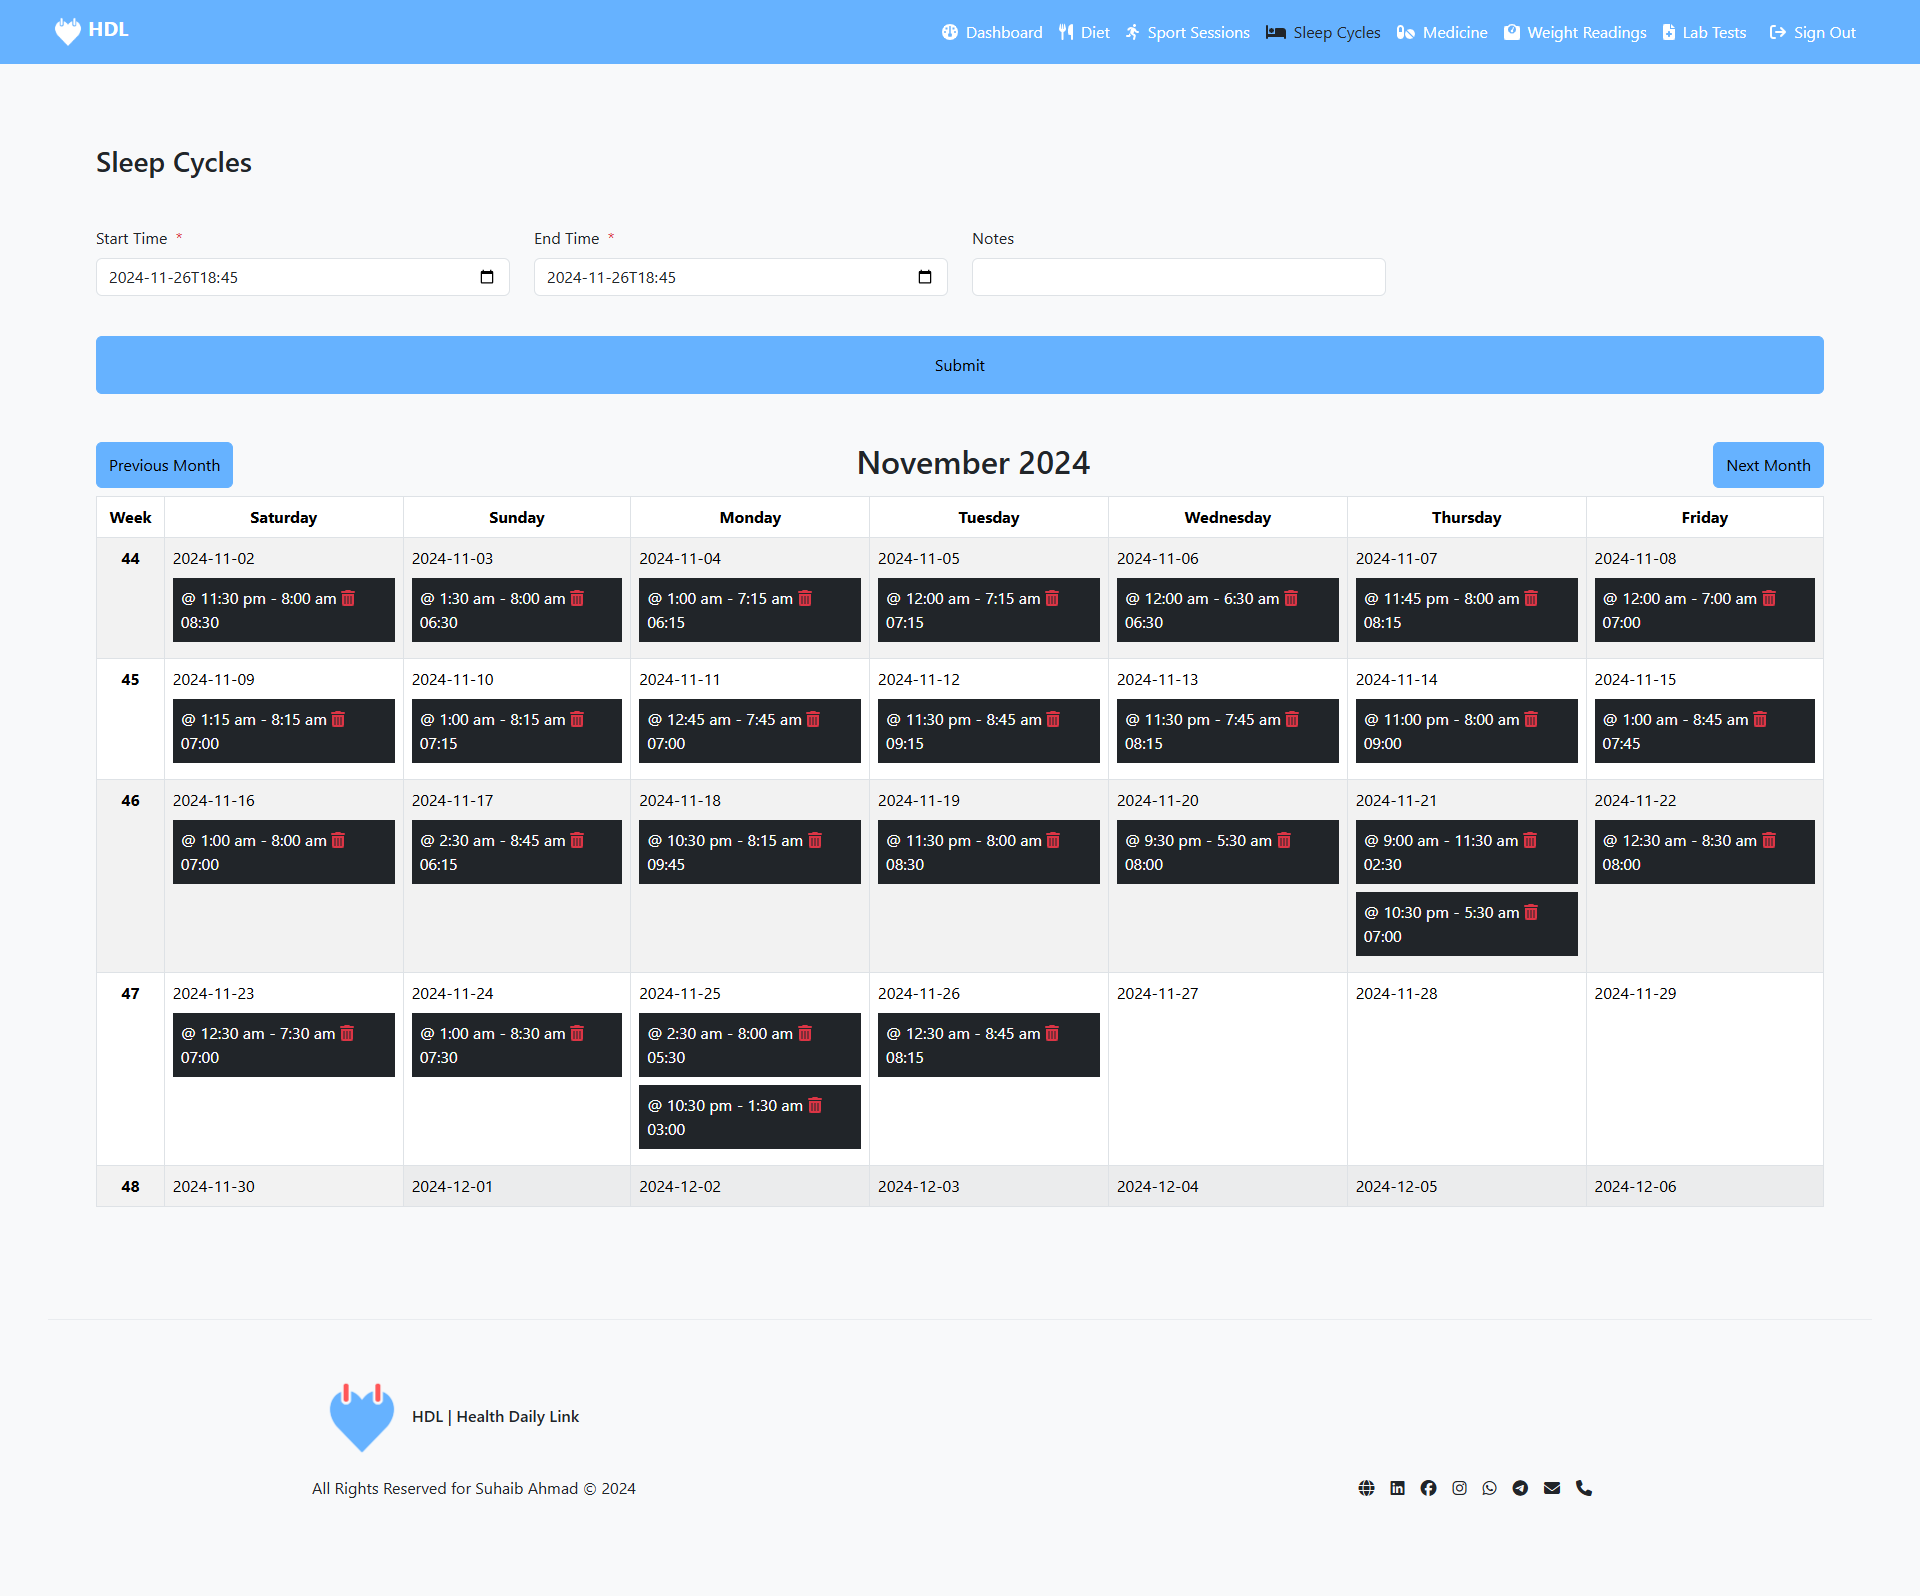 HDL Dashboard Diet Sport Sessions Sleep Cycles Medicine Weight Readings Lab Tests Sign Out
Sleep Cycles
Start Time * End Time * Notes
2024-11-26T18:45 2024-11-26T18:45
Submit
Previous Month November 2024 Next Month
Week Saturday Sunday Monday Tuesday Wednesday Thursday Friday
44 2024-11-02 2024-11-03 2024-11-04 2024-11-05 2024-11-06 2024-11-07 2024-11-08
@ 11:30 pm - 8:00 am @ 1:30 am - 8:00 am @ 1:00 am - 7:15 am @ 12:00 am - 7:15 am @ 12:00 am - 6:30 am @ 11:45 pm - 8:00 am @ 12:00 am - 7:00 am
08:30 06:30 06:15 07:15 06:30 08:15 07:00
45 2024-11-09 2024-11-10 2024-11-11 2024-11-12 2024-11-13 2024-11-14 2024-11-15
@ 1:15 am - 8:15 am @ 1:00 am - 8:15 am @ 12:45 am - 7:45 am @ 11:30 pm - 8:45 am @ 11:30 pm - 7:45 am @ 11:00 pm - 8:00 am @ 1:00 am - 8:45 am
07:00 07:15 07:00 09:15 08:15 09:00 07:45
46 2024-11-16 2024-11-17 2024-11-18 2024-11-19 2024-11-20 2024-11-21 2024-11-22
@ 1:00 am - 8:00 am @ 2:30 am - 8:45 am @ 10:30 pm - 8:15 am @ 11:30 pm - 8:00 am @ 9:30 pm - 5:30 am @ 9:00 am - 11:30 am @ 12:30 am - 8:30 am
07:00 06:15 09:45 08:30 08:00 02:30 08:00
@ 10:30 pm - 5:30 am
07:00
47 2024-11-23 2024-11-24 2024-11-25 2024-11-26 2024-11-27 2024-11-28 2024-11-29
@ 12:30 am - 7:30 am @ 1:00 am - 8:30 am @ 2:30 am - 8:00 am @ 12:30 am - 8:45 am
07:00 07:30 05:30 08:15
@ 10:30 pm - 1:30 am
03:00
48 2024-11-30 2024-12-01 2024-12-02 2024-12-03 2024-12-04 2024-12-05 2024-12-06
HDL | Health Daily Link
All Rights Reserved for Suhaib Ahmad © 2024